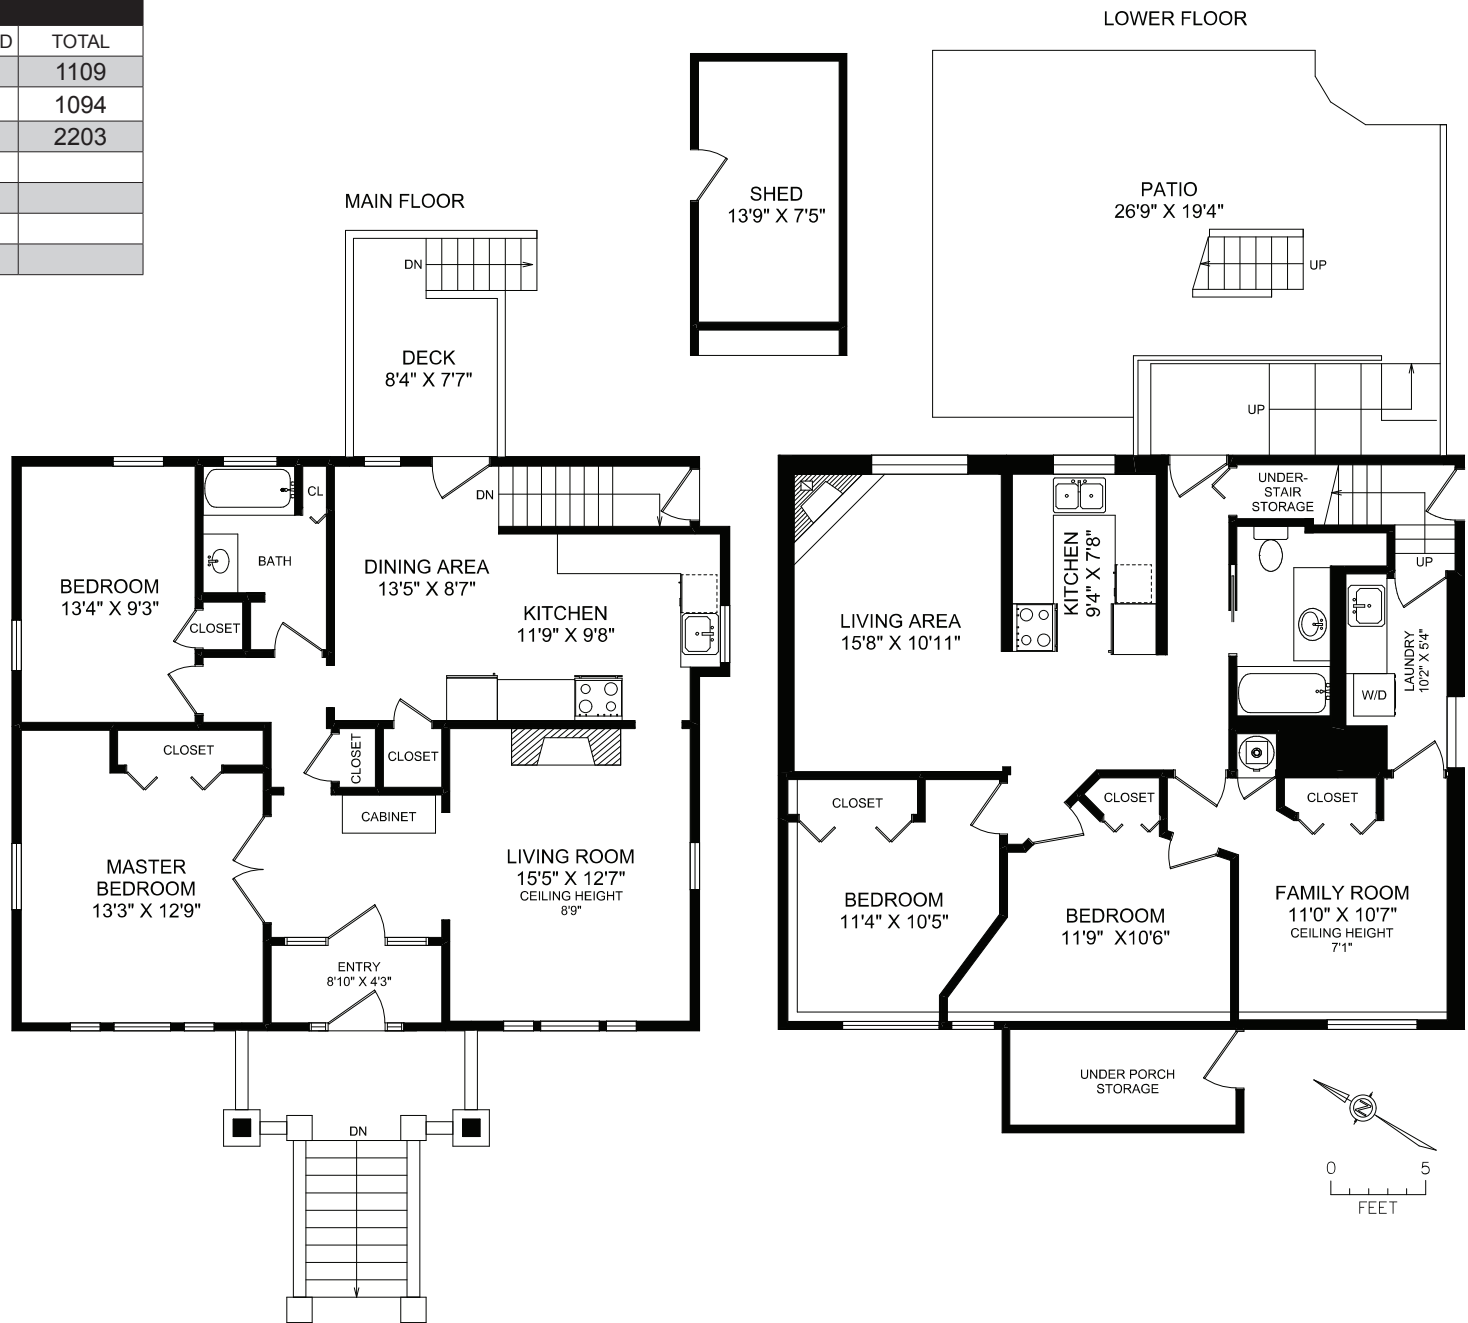 D TOTAL
1109
1094
2203
LOWER FLOOR
MAIN FLOOR
SHED
13'9" X 7'5"
PATIO
26'9" X 19'4"
UP
UP
DN
DECK
8'4" X 7'7"
CL
DN
BATH
BEDROOM
13'4" X 9'3"
DINING AREA
13'5" X 8'7"
KITCHEN
11'9" X 9'8"
CLOSET
CLOSET
CLOSET
CLOSET
CABINET
MASTER
BEDROOM
13'3" X 12'9"
LIVING ROOM
15'5" X 12'7"
CEILING HEIGHT
8'9"
ENTRY
8'10" X 4'3"
DN
UNDER-
STAIR
STORAGE
UP
KITCHEN
9'4" X 7'8"
LIVING AREA
15'8" X 10'11"
LAUNDRY
10'2" X 5'4"
W/D
CLOSET
CLOSET
CLOSET
BEDROOM
11'4" X 10'5"
BEDROOM
11'9" X10'6"
FAMILY ROOM
11'0" X 10'7"
CEILING HEIGHT
7'1"
UNDER PORCH
STORAGE
N
0 5
FEET